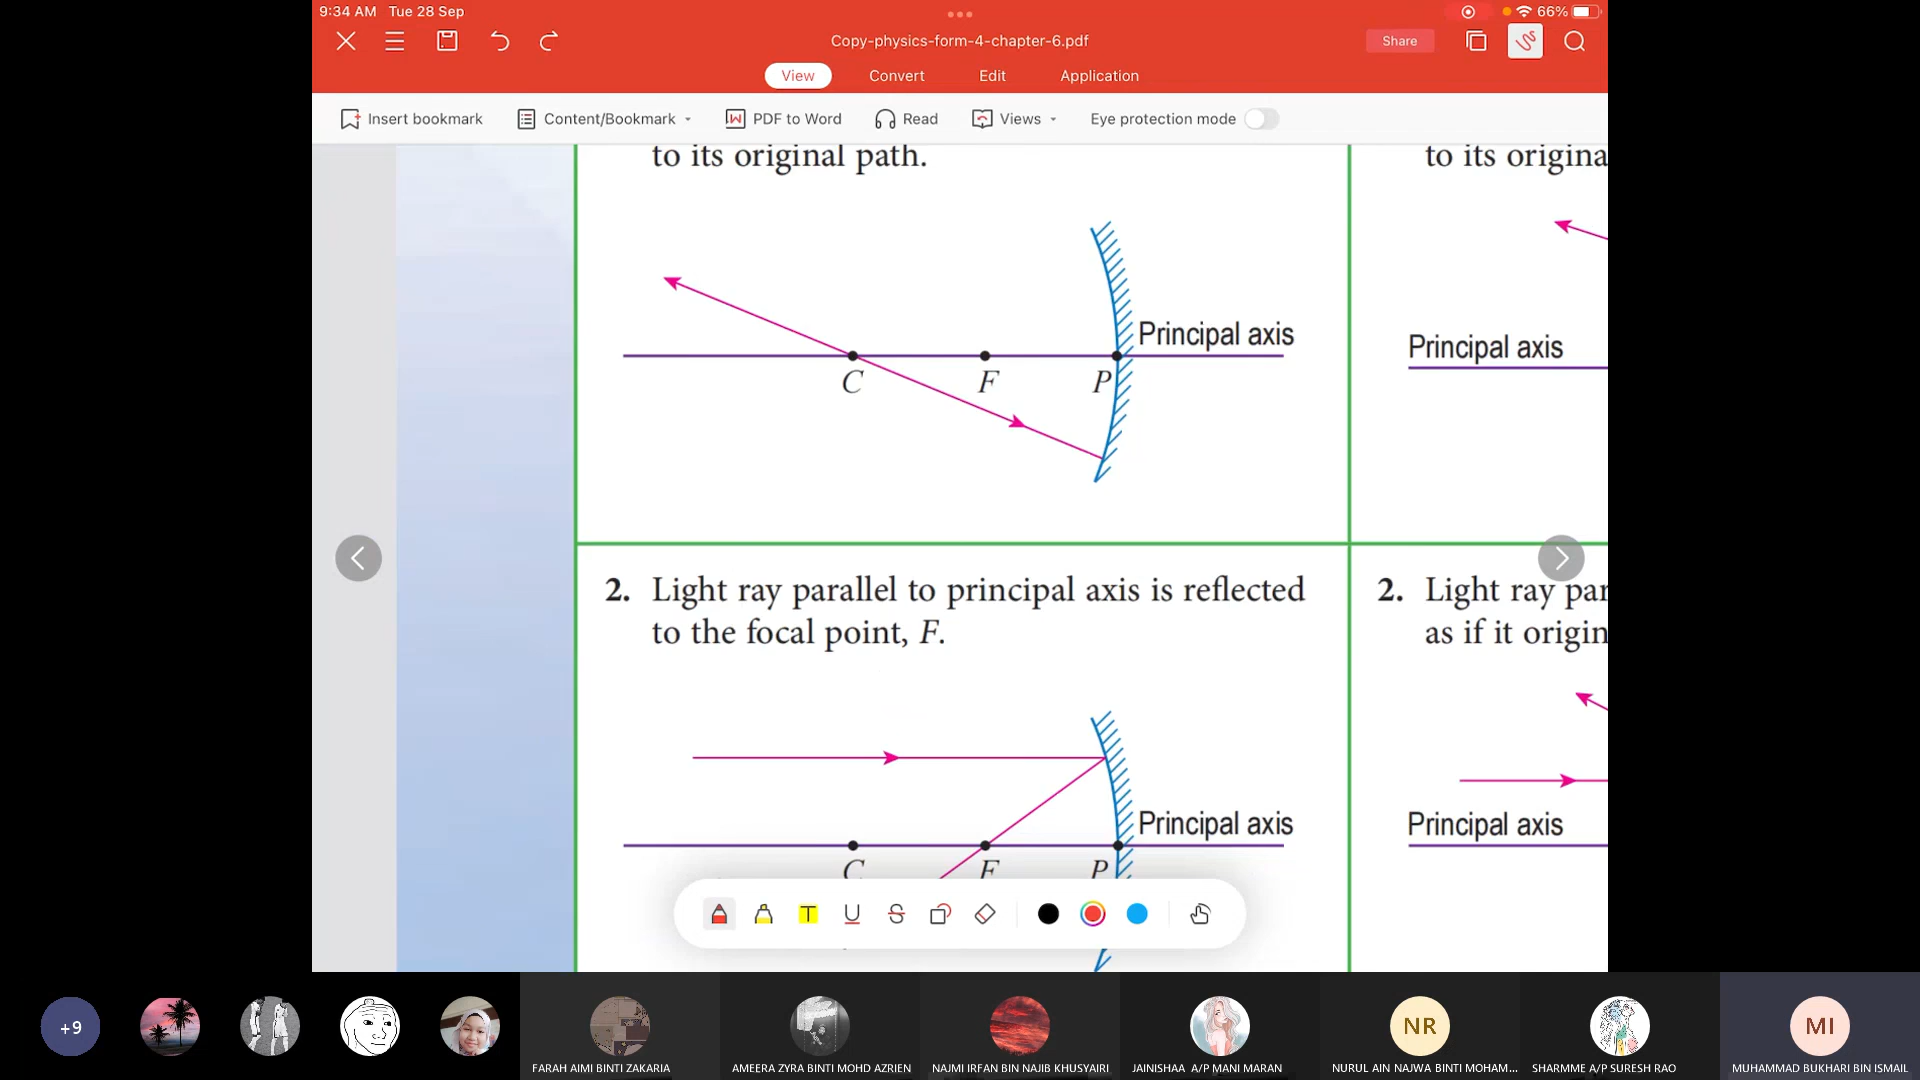 9:34 AM Tue 28 Sep
66%
Copy-physics-form-4-chapter-6.pdf
Share
View Convert Edit Application
Insert bookmark Content/Bookmark PDF to Word Read Views Eye protection mode
to its original path.
Principal axis
C F P
2. Light ray parallel to principal axis is reflected
to the focal point, F.
Principal axis
C F P
to its origina
Principal axis
2. Light ray par
as if it origin
Principal axis
T U S
+9
FARAH AIMI BINTI ZAKARIA
AMEERA ZYRA BINTI MOHD AZRIEN
NAJMI IRFAN BIN NAJIB KHUSYAIRI
JAINISHAA A/P MANI MARAN
NR
NURUL AIN NAJWA BINTI MOHAM...
SHARMME A/P SURESH RAO
MI
MUHAMMAD BUKHARI BIN ISMAIL